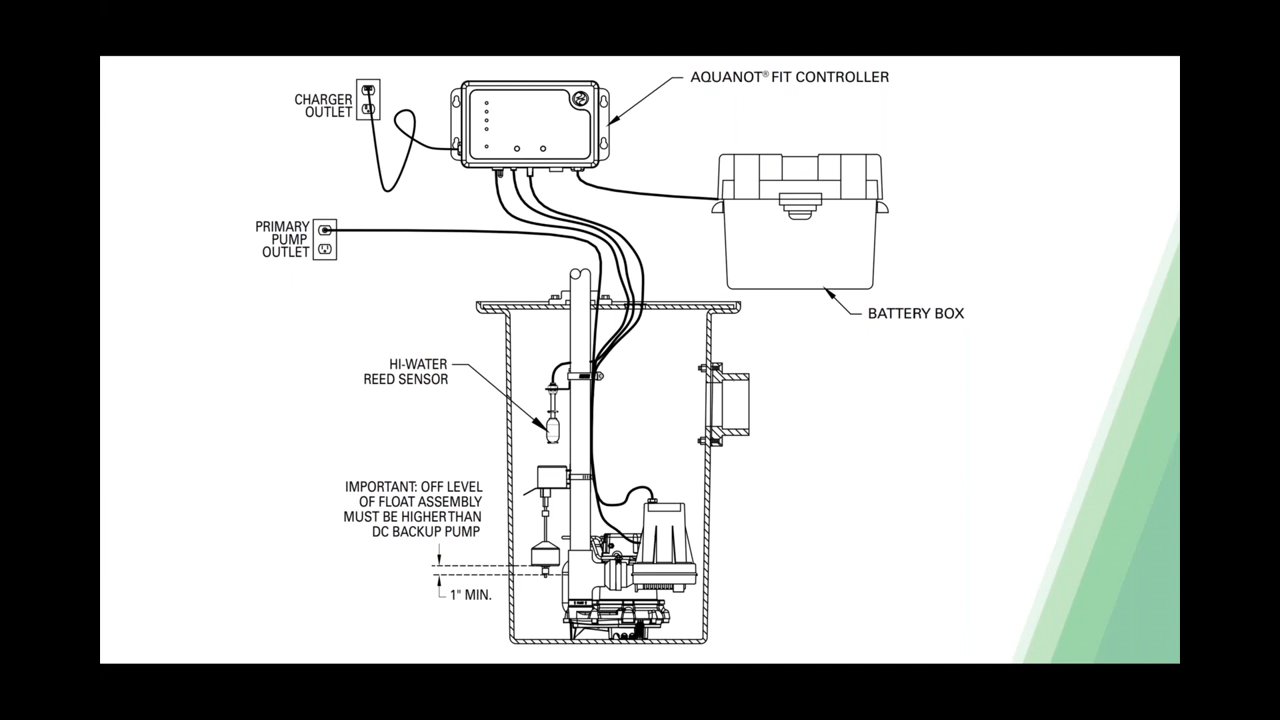 AQUANOT® FIT CONTROLLER
CHARGER
OUTLET
PRIMARY
PUMP
OUTLET
BATTERY BOX
HI-WATER
REED SENSOR
IMPORTANT: OFF LEVEL
OF FLOAT ASSEMBLY
MUST BE HIGHER THAN
DC BACKUP PUMP
1" MIN.